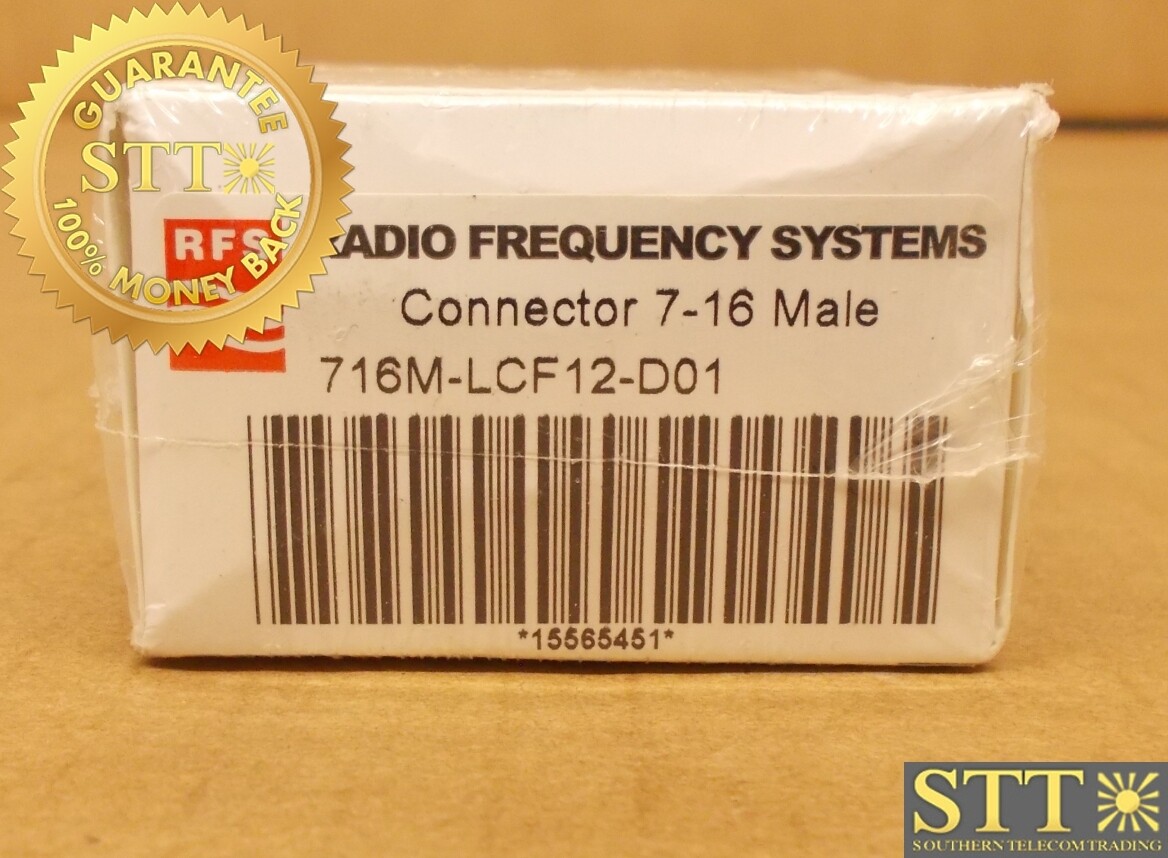 GUARANTEE
STT
100% MONEY BACK
RFS
RADIO FREQUENCY SYSTEMS
Connector 7-16 Male
716M-LCF12-D01
*15565451*
STT
SOUTHERN TELECOM TRADING